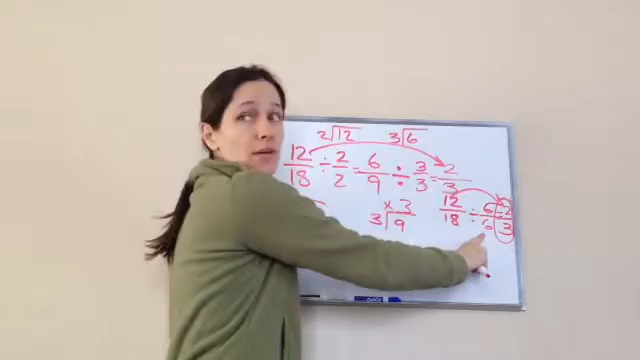 2)12 3)6
12/18 ÷ 2/2 = 6/9 ÷ 3/3 = 2/3
x 3
3)9
12/18 ÷ 6/6 = 2/3